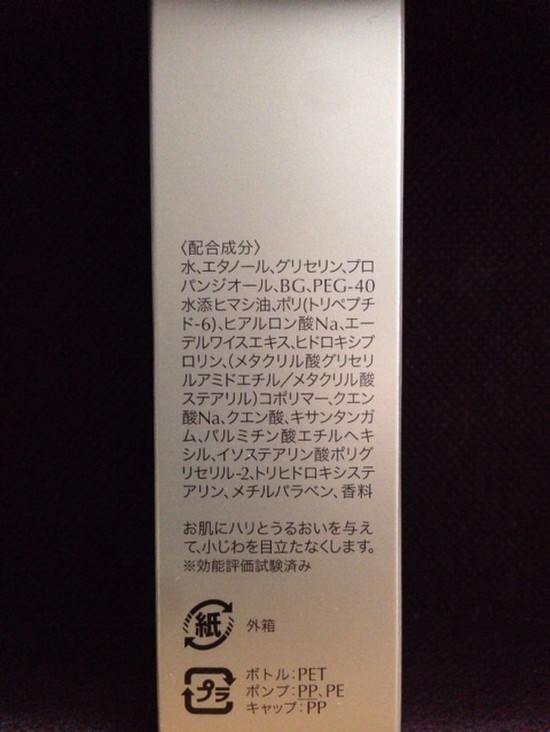 〈配合成分〉
水、エタノール、グリセリン、プロ
パンジオール、BG、PEG-40
水添ヒマシ油、ポリ(トリペプチ
ド-6)、ヒアルロン酸Na、エー
デルワイスエキス、ヒドロキシプ
ロリン、(メタクリル酸グリセリ
ルアミドエチル/メタクリル酸
ステアリル)コポリマー、クエン
酸Na、クエン酸、キサンタンガ
ム、パルミチン酸エチルヘキ
シル、イソステアリン酸ポリグ
リセリル-2、トリヒドロキシステ
アリン、メチルパラベン、香料
お肌にハリとうるおいを与え
て、小じわを目立たなくします。
※効能評価試験済み
紙 外箱
プラ ボトル:PET
ポンプ:PP、PE
キャップ:PP